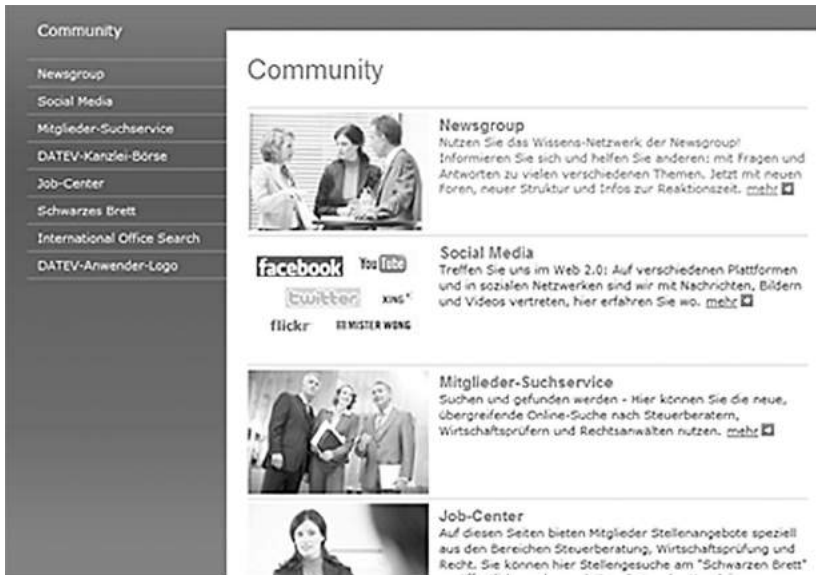 Community
Newsgroup
Social Media
Mitglieder-Suchservice
DATEV-Kanzlei-Börse
Job-Center
Schwarzes Brett
International Office Search
DATEV-Anwender-Logo
Community
Newsgroup
Nutzen Sie das Wissens-Netzwerk der Newsgroup!
Informieren Sie sich und helfen Sie anderen: mit Fragen und
Antworten zu vielen verschiedenen Themen. Jetzt mit neuen
Foren, neuer Struktur und Infos zur Reaktionszeit. mehr
facebook YouTube
twitter XING
flickr MISTER WONG
Social Media
Treffen Sie uns im Web 2.0: Auf verschiedenen Plattformen
und in sozialen Netzwerken sind wir mit Nachrichten, Bildern
und Videos vertreten, hier erfahren Sie wo. mehr
Mitglieder-Suchservice
Suchen und gefunden werden - Hier können Sie die neue,
übergreifende Online-Suche nach Steuerberatern,
Wirtschaftsprüfern und Rechtsanwälten nutzen. mehr
Job-Center
Auf diesen Seiten bieten Mitglieder Stellenangebote speziell
aus den Bereichen Steuerberatung, Wirtschaftsprüfung und
Recht. Sie können hier Stellengesuche am "Schwarzen Brett"